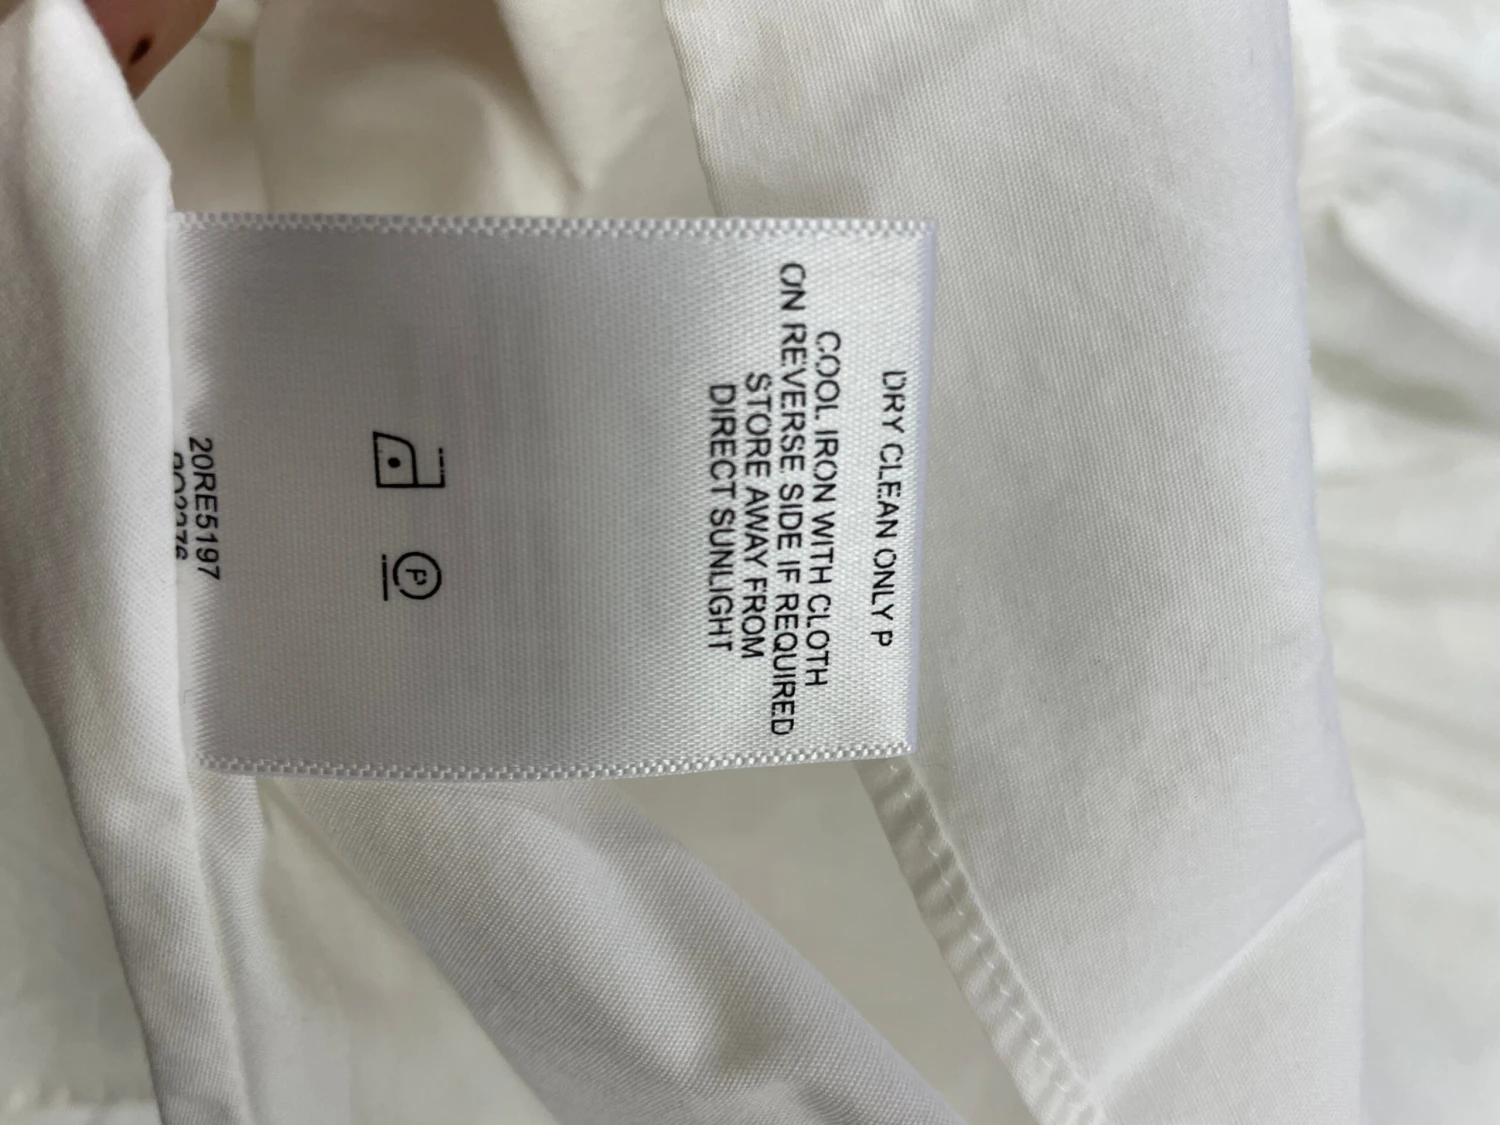 DRY CLEAN ONLY P
COOL IRON WITH CLOTH
ON REVERSE SIDE IF REQUIRED
STORE AWAY FROM
DIRECT SUNLIGHT
P
20RE5197